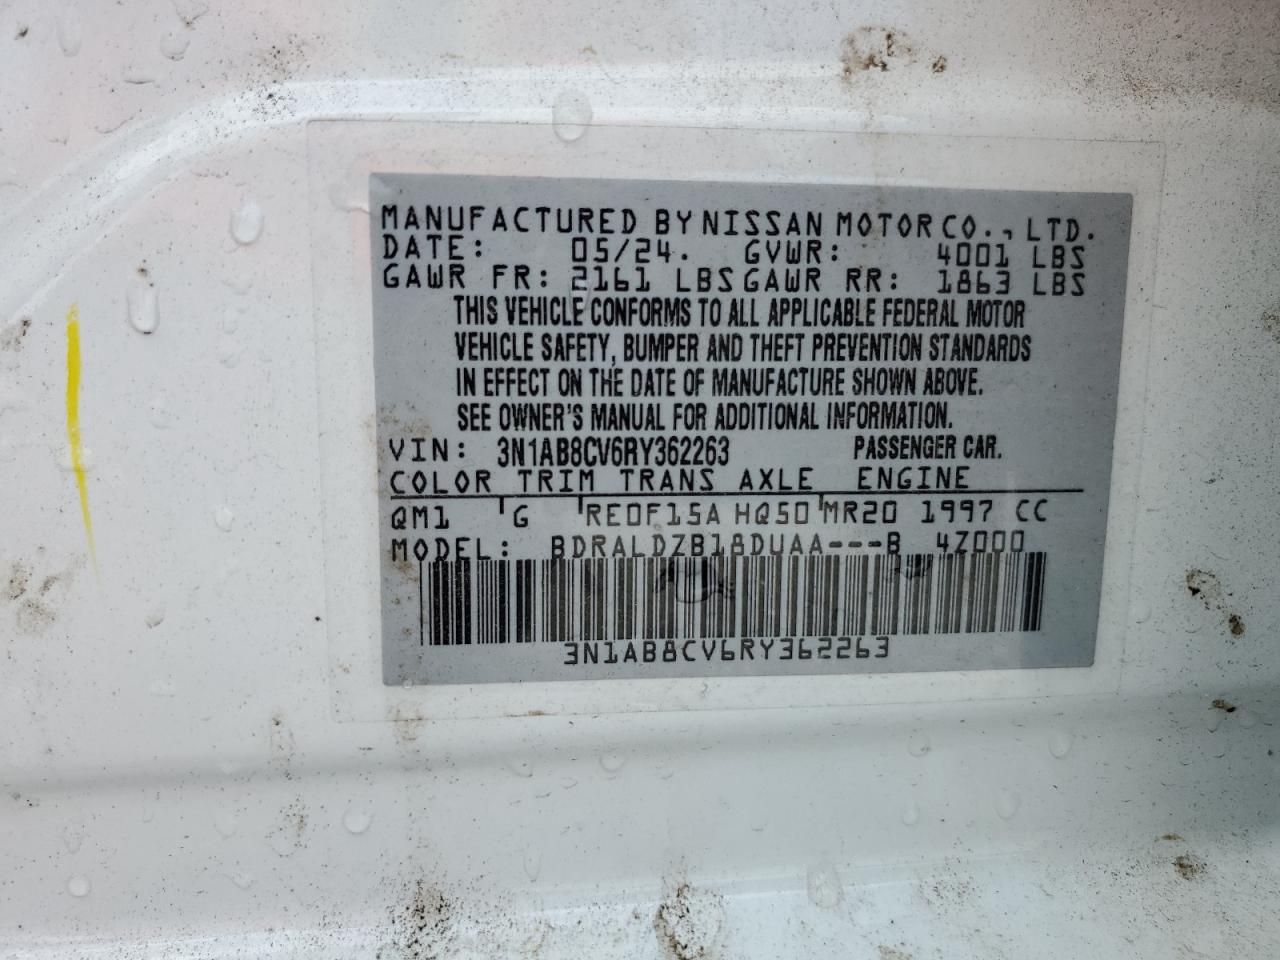 MANUFACTURED BY NISSAN MOTOR CO., LTD.
DATE: 05/24. GVWR: 4001 LBS
GAWR FR: 2161 LBS GAWR RR: 1863 LBS
THIS VEHICLE CONFORMS TO ALL APPLICABLE FEDERAL MOTOR
VEHICLE SAFETY, BUMPER AND THEFT PREVENTION STANDARDS
IN EFFECT ON THE DATE OF MANUFACTURE SHOWN ABOVE.
SEE OWNER'S MANUAL FOR ADDITIONAL INFORMATION.
VIN: 3N1AB8CV6RY362263 PASSENGER CAR.
COLOR TRIM TRANS AXLE ENGINE
QM1 G RE0F15A HQ50 MR20 1997 CC
MODEL: BDRALDZB18DUAA---B 4Z000
3N1AB8CV6RY362263